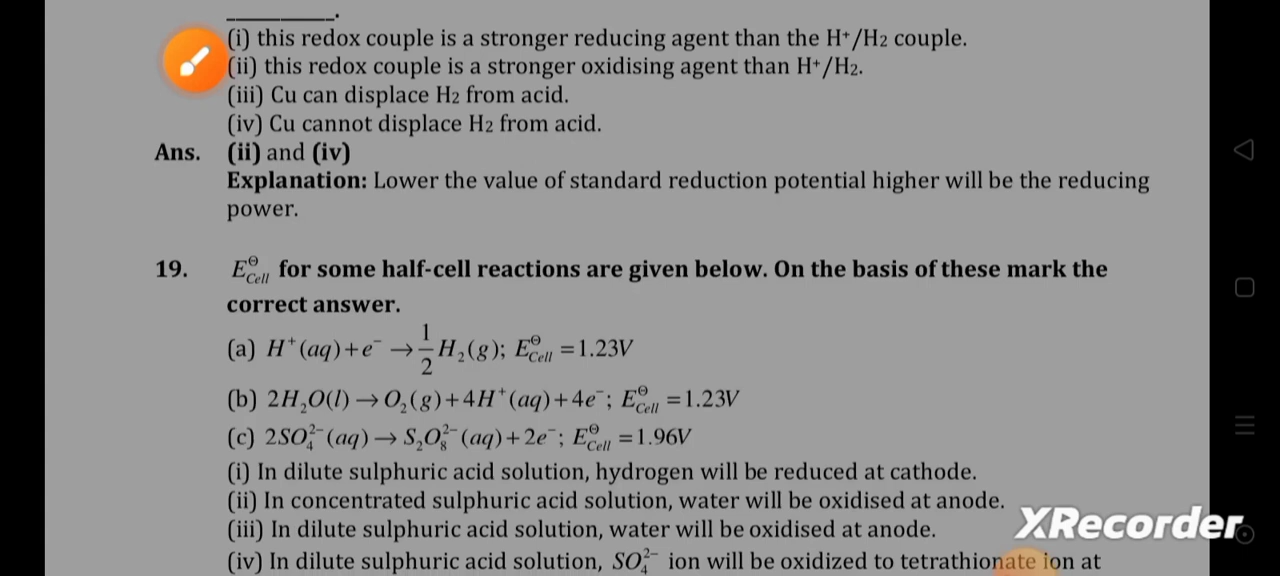 __________.
(i) this redox couple is a stronger reducing agent than the H⁺/H2 couple.
(ii) this redox couple is a stronger oxidising agent than H⁺/H2.
(iii) Cu can displace H2 from acid.
(iv) Cu cannot displace H2 from acid.
Ans. (ii) and (iv)
Explanation: Lower the value of standard reduction potential higher will be the reducing
power.
19. E⊖Cell for some half-cell reactions are given below. On the basis of these mark the
correct answer.
(a) H⁺(aq)+e⁻ → 1/2 H₂(g); E⊖Cell = 1.23V
(b) 2H₂O(l) → O₂(g)+4H⁺(aq)+4e⁻; E⊖Cell = 1.23V
(c) 2SO₄²⁻(aq) → S₂O₈²⁻(aq)+2e⁻; E⊖Cell = 1.96V
(i) In dilute sulphuric acid solution, hydrogen will be reduced at cathode.
(ii) In concentrated sulphuric acid solution, water will be oxidised at anode.
(iii) In dilute sulphuric acid solution, water will be oxidised at anode.
(iv) In dilute sulphuric acid solution, SO₄²⁻ ion will be oxidized to tetrathionate ion at
XRecorder